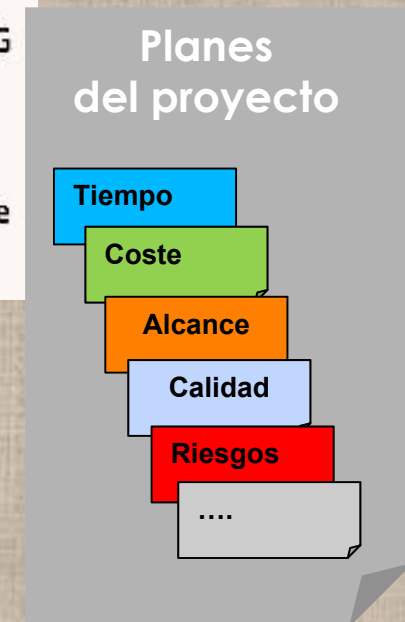 G
e
Planes
del proyecto
Tiempo
Coste
Alcance
Calidad
Riesgos
....